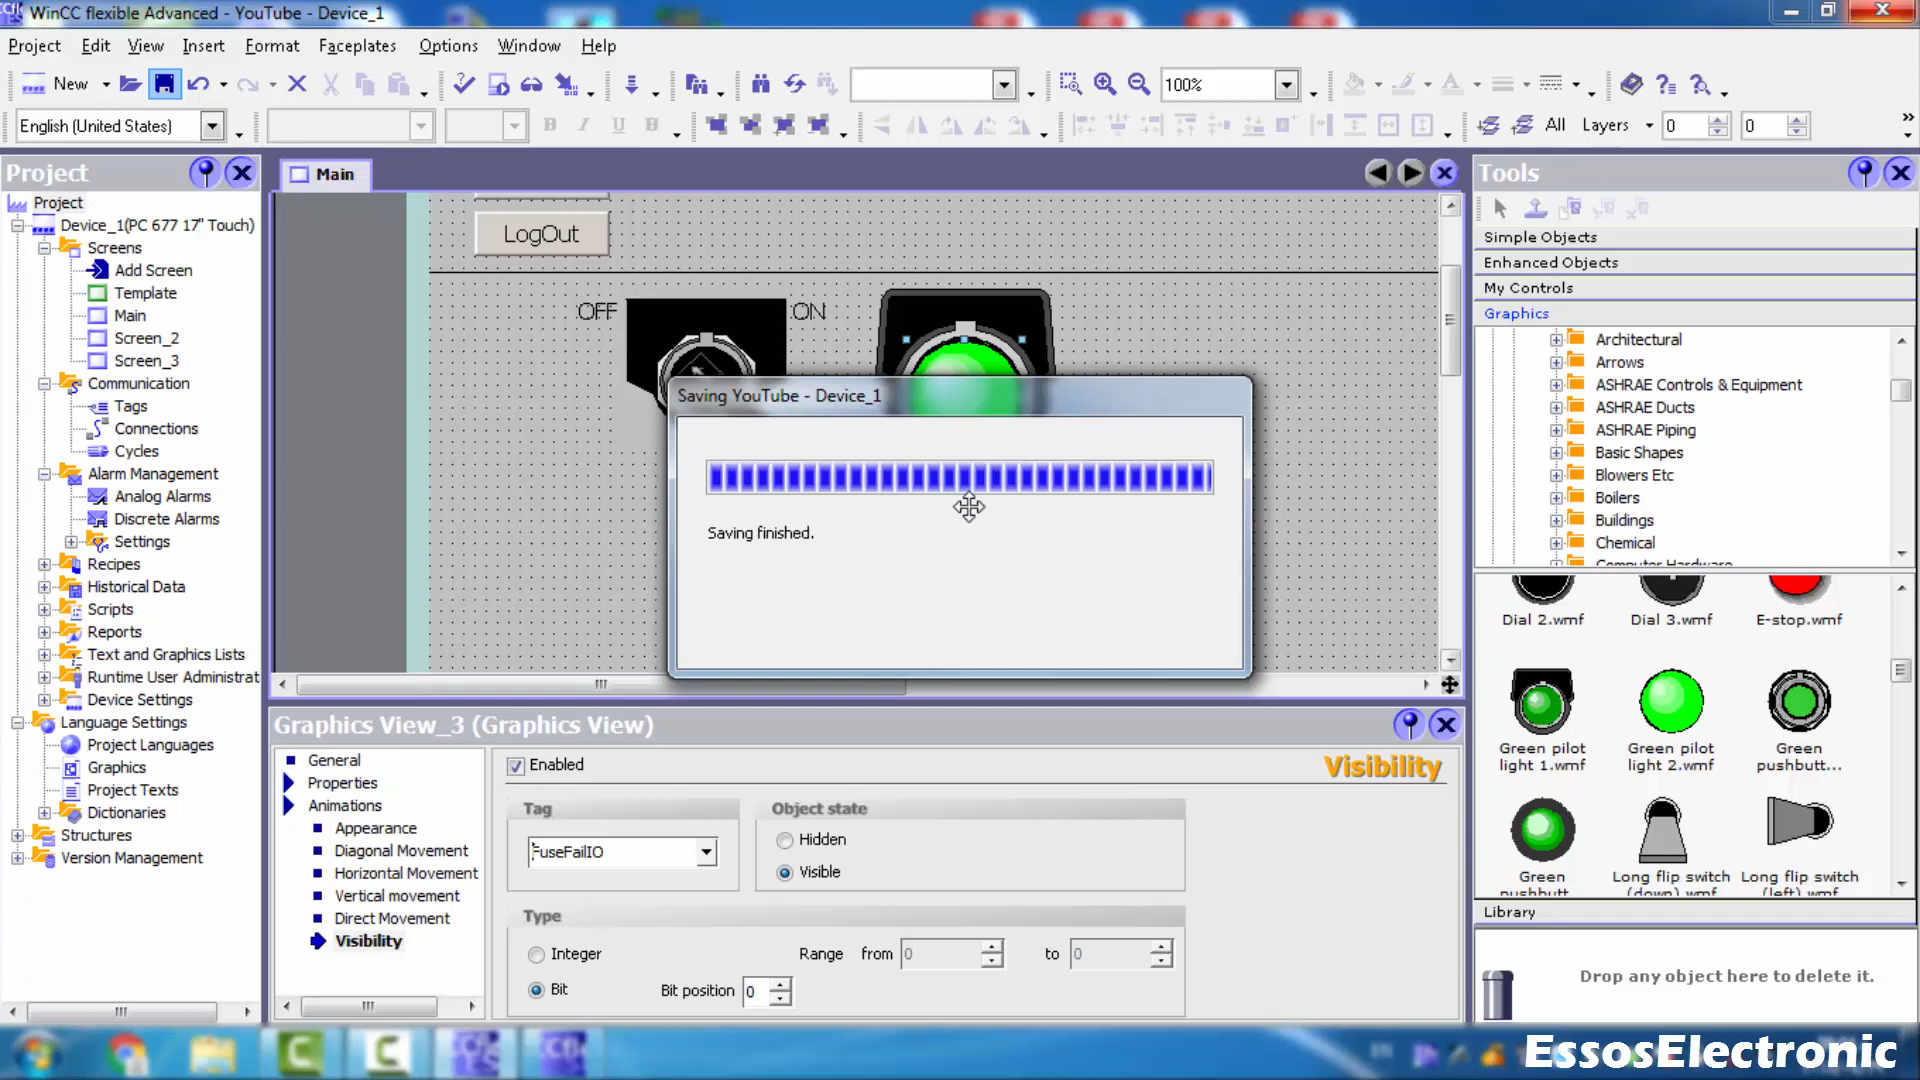 WinCC flexible Advanced - YouTube - Device_1
Project Edit View Insert Format Faceplates Options Window Help
New 100%
English (United States) B I U B All Layers 0 0
Project
Project
Device_1(PC 677 17" Touch)
Screens
Add Screen
Template
Main
Screen_2
Screen_3
Communication
Tags
Connections
Cycles
Alarm Management
Analog Alarms
Discrete Alarms
Settings
Recipes
Historical Data
Scripts
Reports
Text and Graphics Lists
Runtime User Administrat
Device Settings
Language Settings
Project Languages
Graphics
Project Texts
Dictionaries
Structures
Version Management
Main
LogOut
OFF ON
Saving YouTube - Device_1
Saving finished.
Graphics View_3 (Graphics View)
General
Properties
Animations
Appearance
Diagonal Movement
Horizontal Movement
Vertical movement
Direct Movement
Visibility
Enabled
Visibility
Tag
FuseFailIO
Object state
Hidden
Visible
Type
Integer
Range from 0 to 0
Bit
Bit position 0
Tools
Simple Objects
Enhanced Objects
My Controls
Graphics
Architectural
Arrows
ASHRAE Controls & Equipment
ASHRAE Ducts
ASHRAE Piping
Basic Shapes
Blowers Etc
Boilers
Buildings
Chemical
Computer Hardware
Dial 2.wmf Dial 3.wmf E-stop.wmf
Green pilot light 1.wmf
Green pilot light 2.wmf
Green pushbutt...
Green pushbutt...
Long flip switch (down).wmf
Long flip switch (left).wmf
Library
Drop any object here to delete it.
EssosElectronic